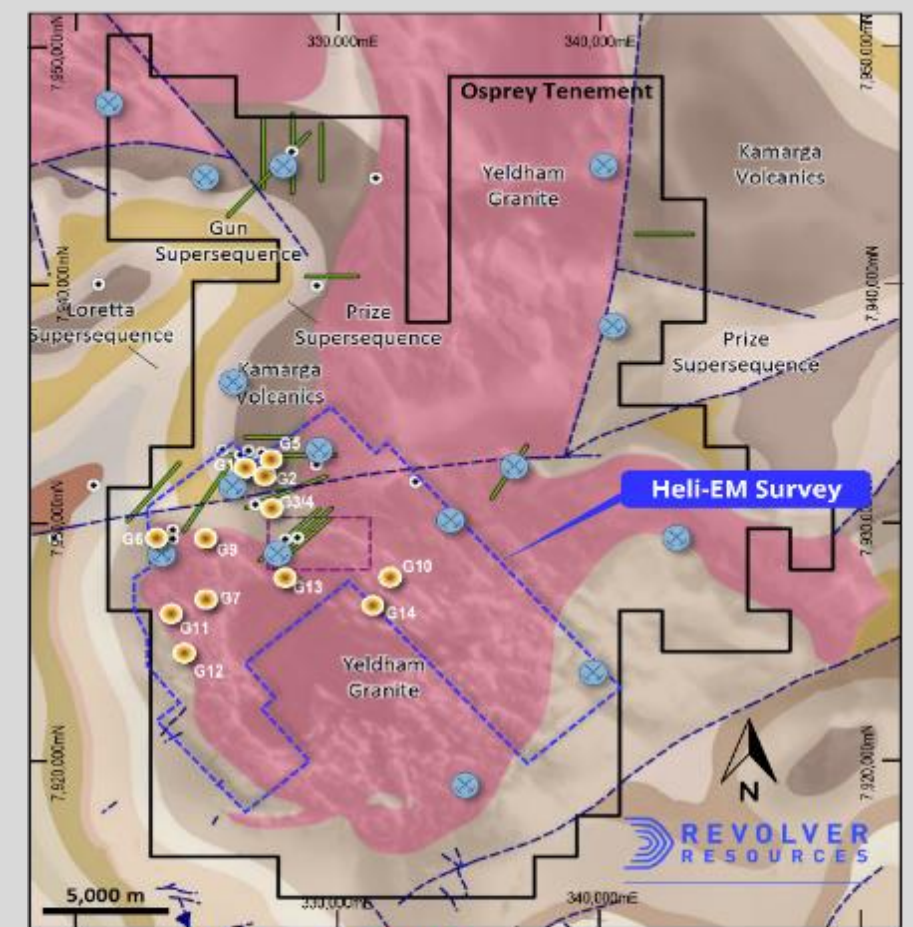 330,000mE
340,000mE
7,950,000mN
7,950,000mN
Osprey Tenement
Yeldham
Granite
Kamarga
Volcanics
Gun
Supersequence
7,940,000mN
7,940,000mN
Loretta
Supersequence
Prize
Supersequence
Prize
Supersequence
Kamarga
Volcanics
G5
G1
G2
G3/4
Heli-EM Survey
7,930,000mN
G6
G9
G10
G13
G7
G14
G11
G12
Yeldham
Granite
7,920,000mN
7,920,000mN
N
REVOLVER
RESOURCES
5,000 m
330,000mE
340,000mE